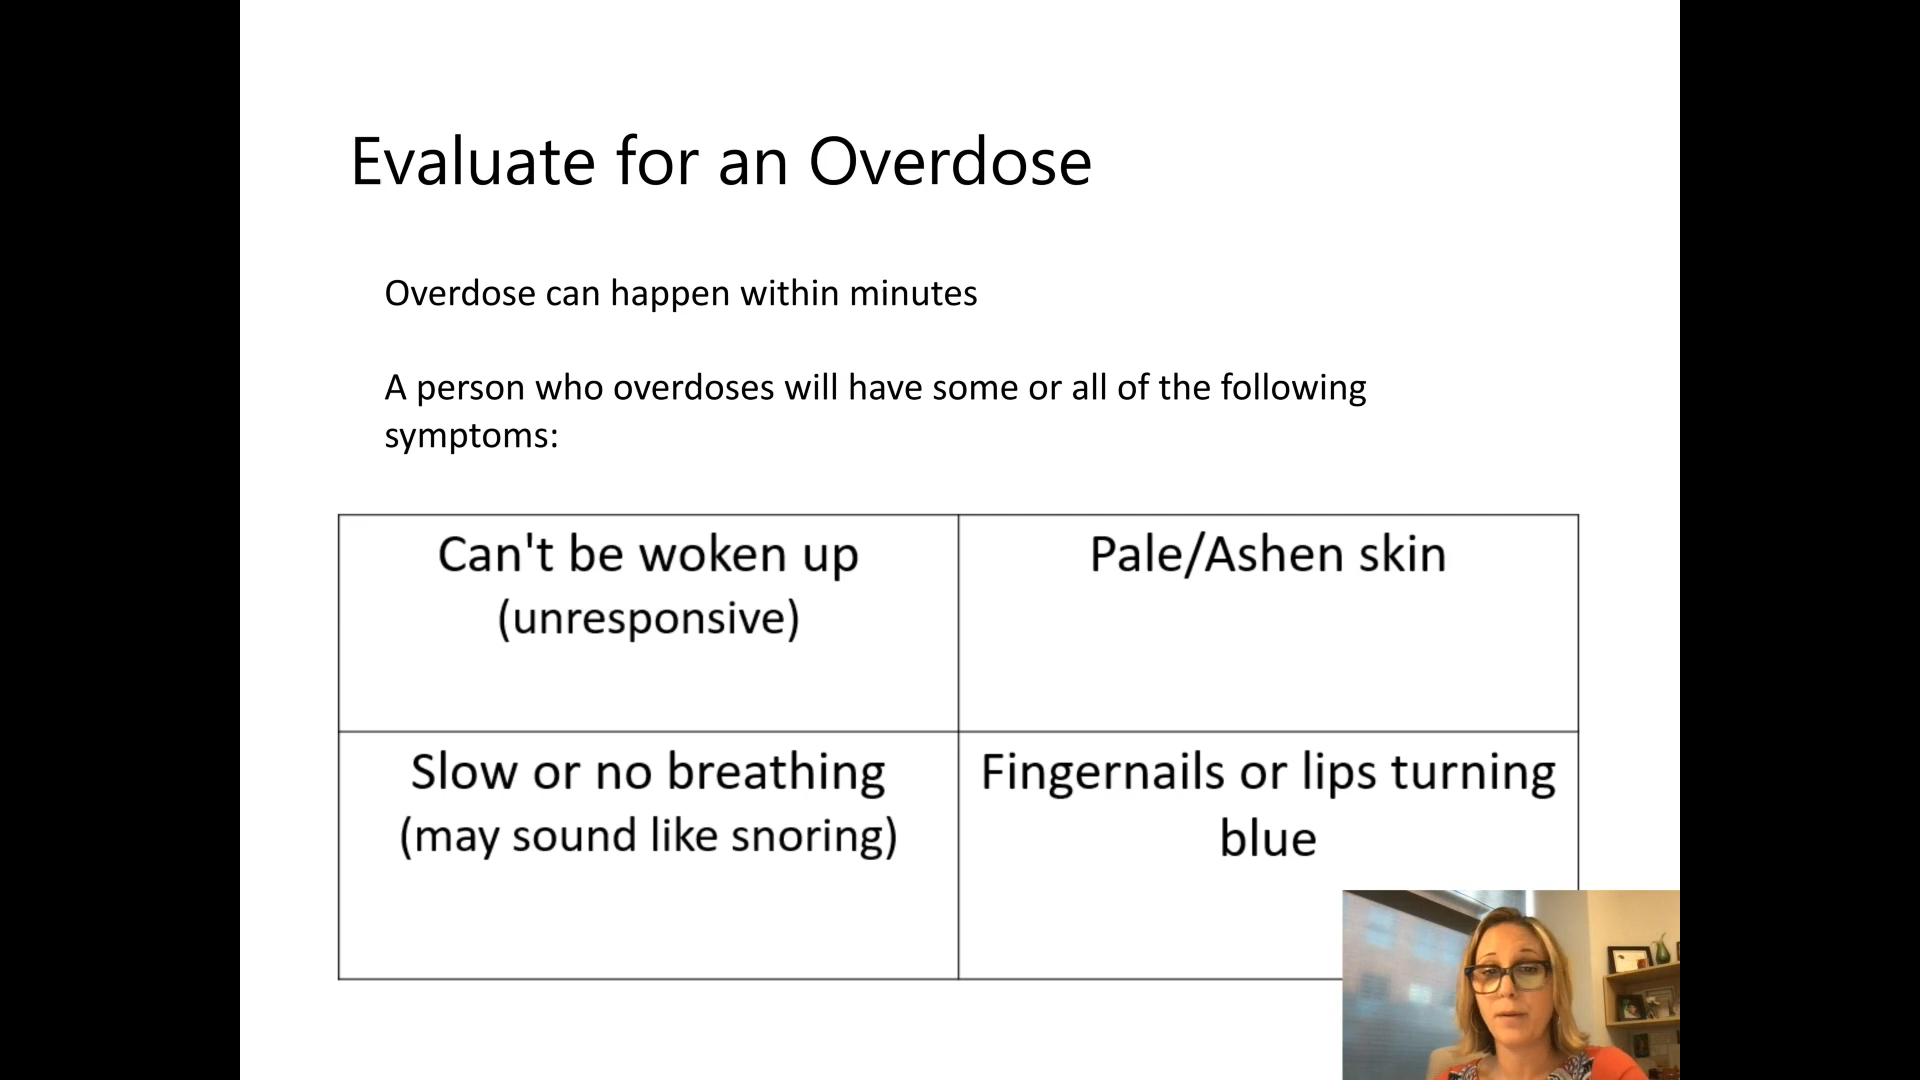 Evaluate for an Overdose
Overdose can happen within minutes
A person who overdoses will have some or all of the following
symptoms:
Can't be woken up
(unresponsive)
Pale/Ashen skin
Slow or no breathing
(may sound like snoring)
Fingernails or lips turning
blue